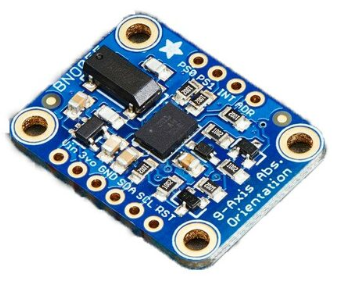 PS0 PS1 INT ADR
Vin 3vo GND SDA SCL RST
9-Axis Abs.
Orientation